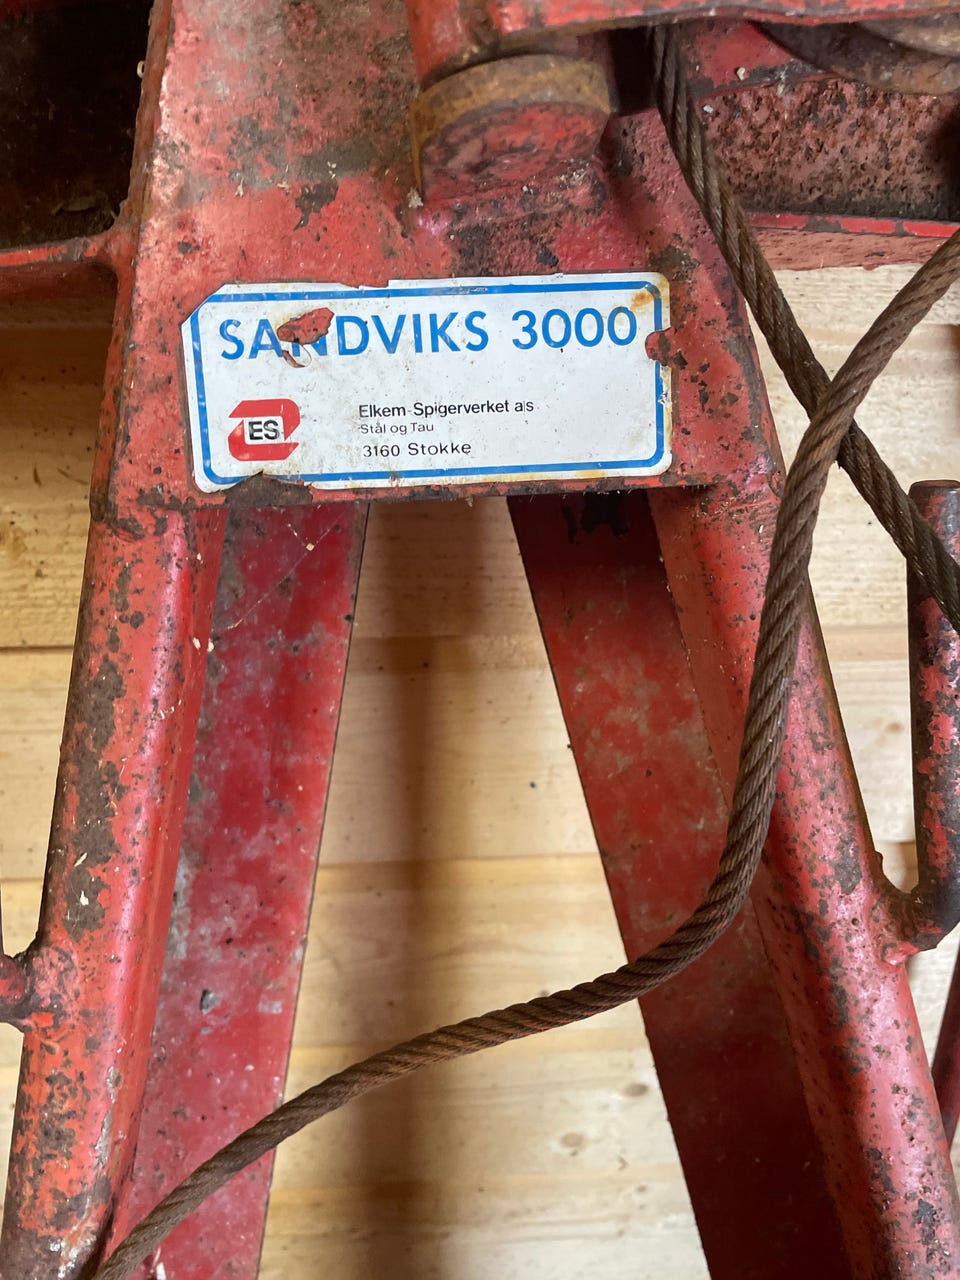 SANDVIKS 3000
ES
Elkem-Spigerverket a/s
Stål og Tau
3160 Stokke